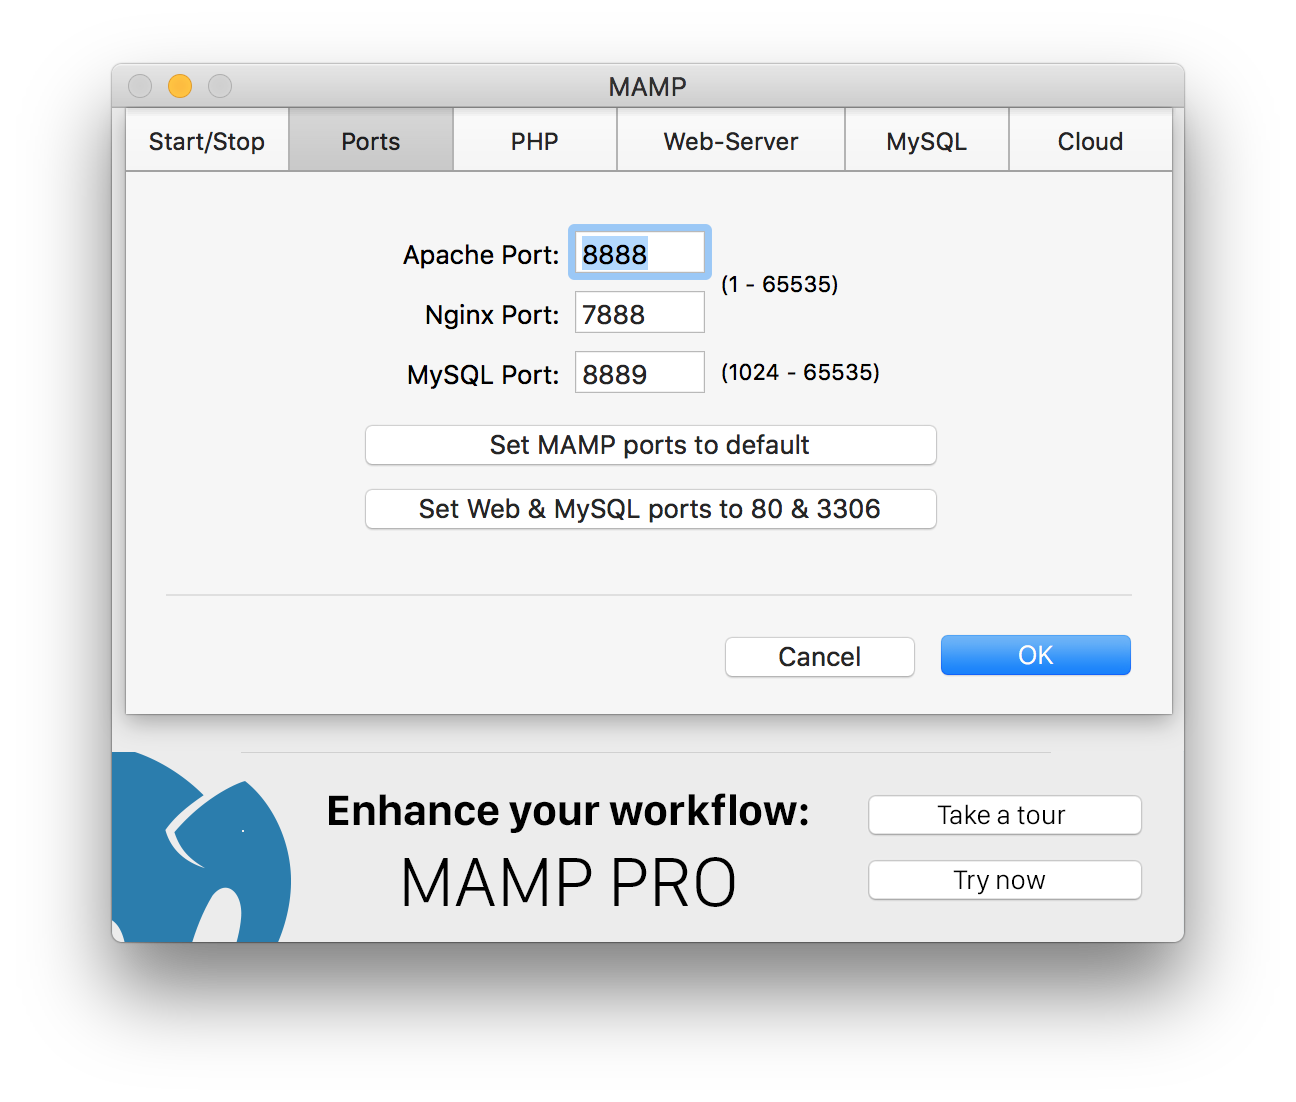 MAMP
Start/Stop Ports PHP Web-Server MySQL Cloud
Apache Port: 8888
(1 - 65535)
Nginx Port: 7888
MySQL Port: 8889 (1024 - 65535)
Set MAMP ports to default
Set Web & MySQL ports to 80 & 3306
Cancel OK
Enhance your workflow:
MAMP PRO
Take a tour
Try now